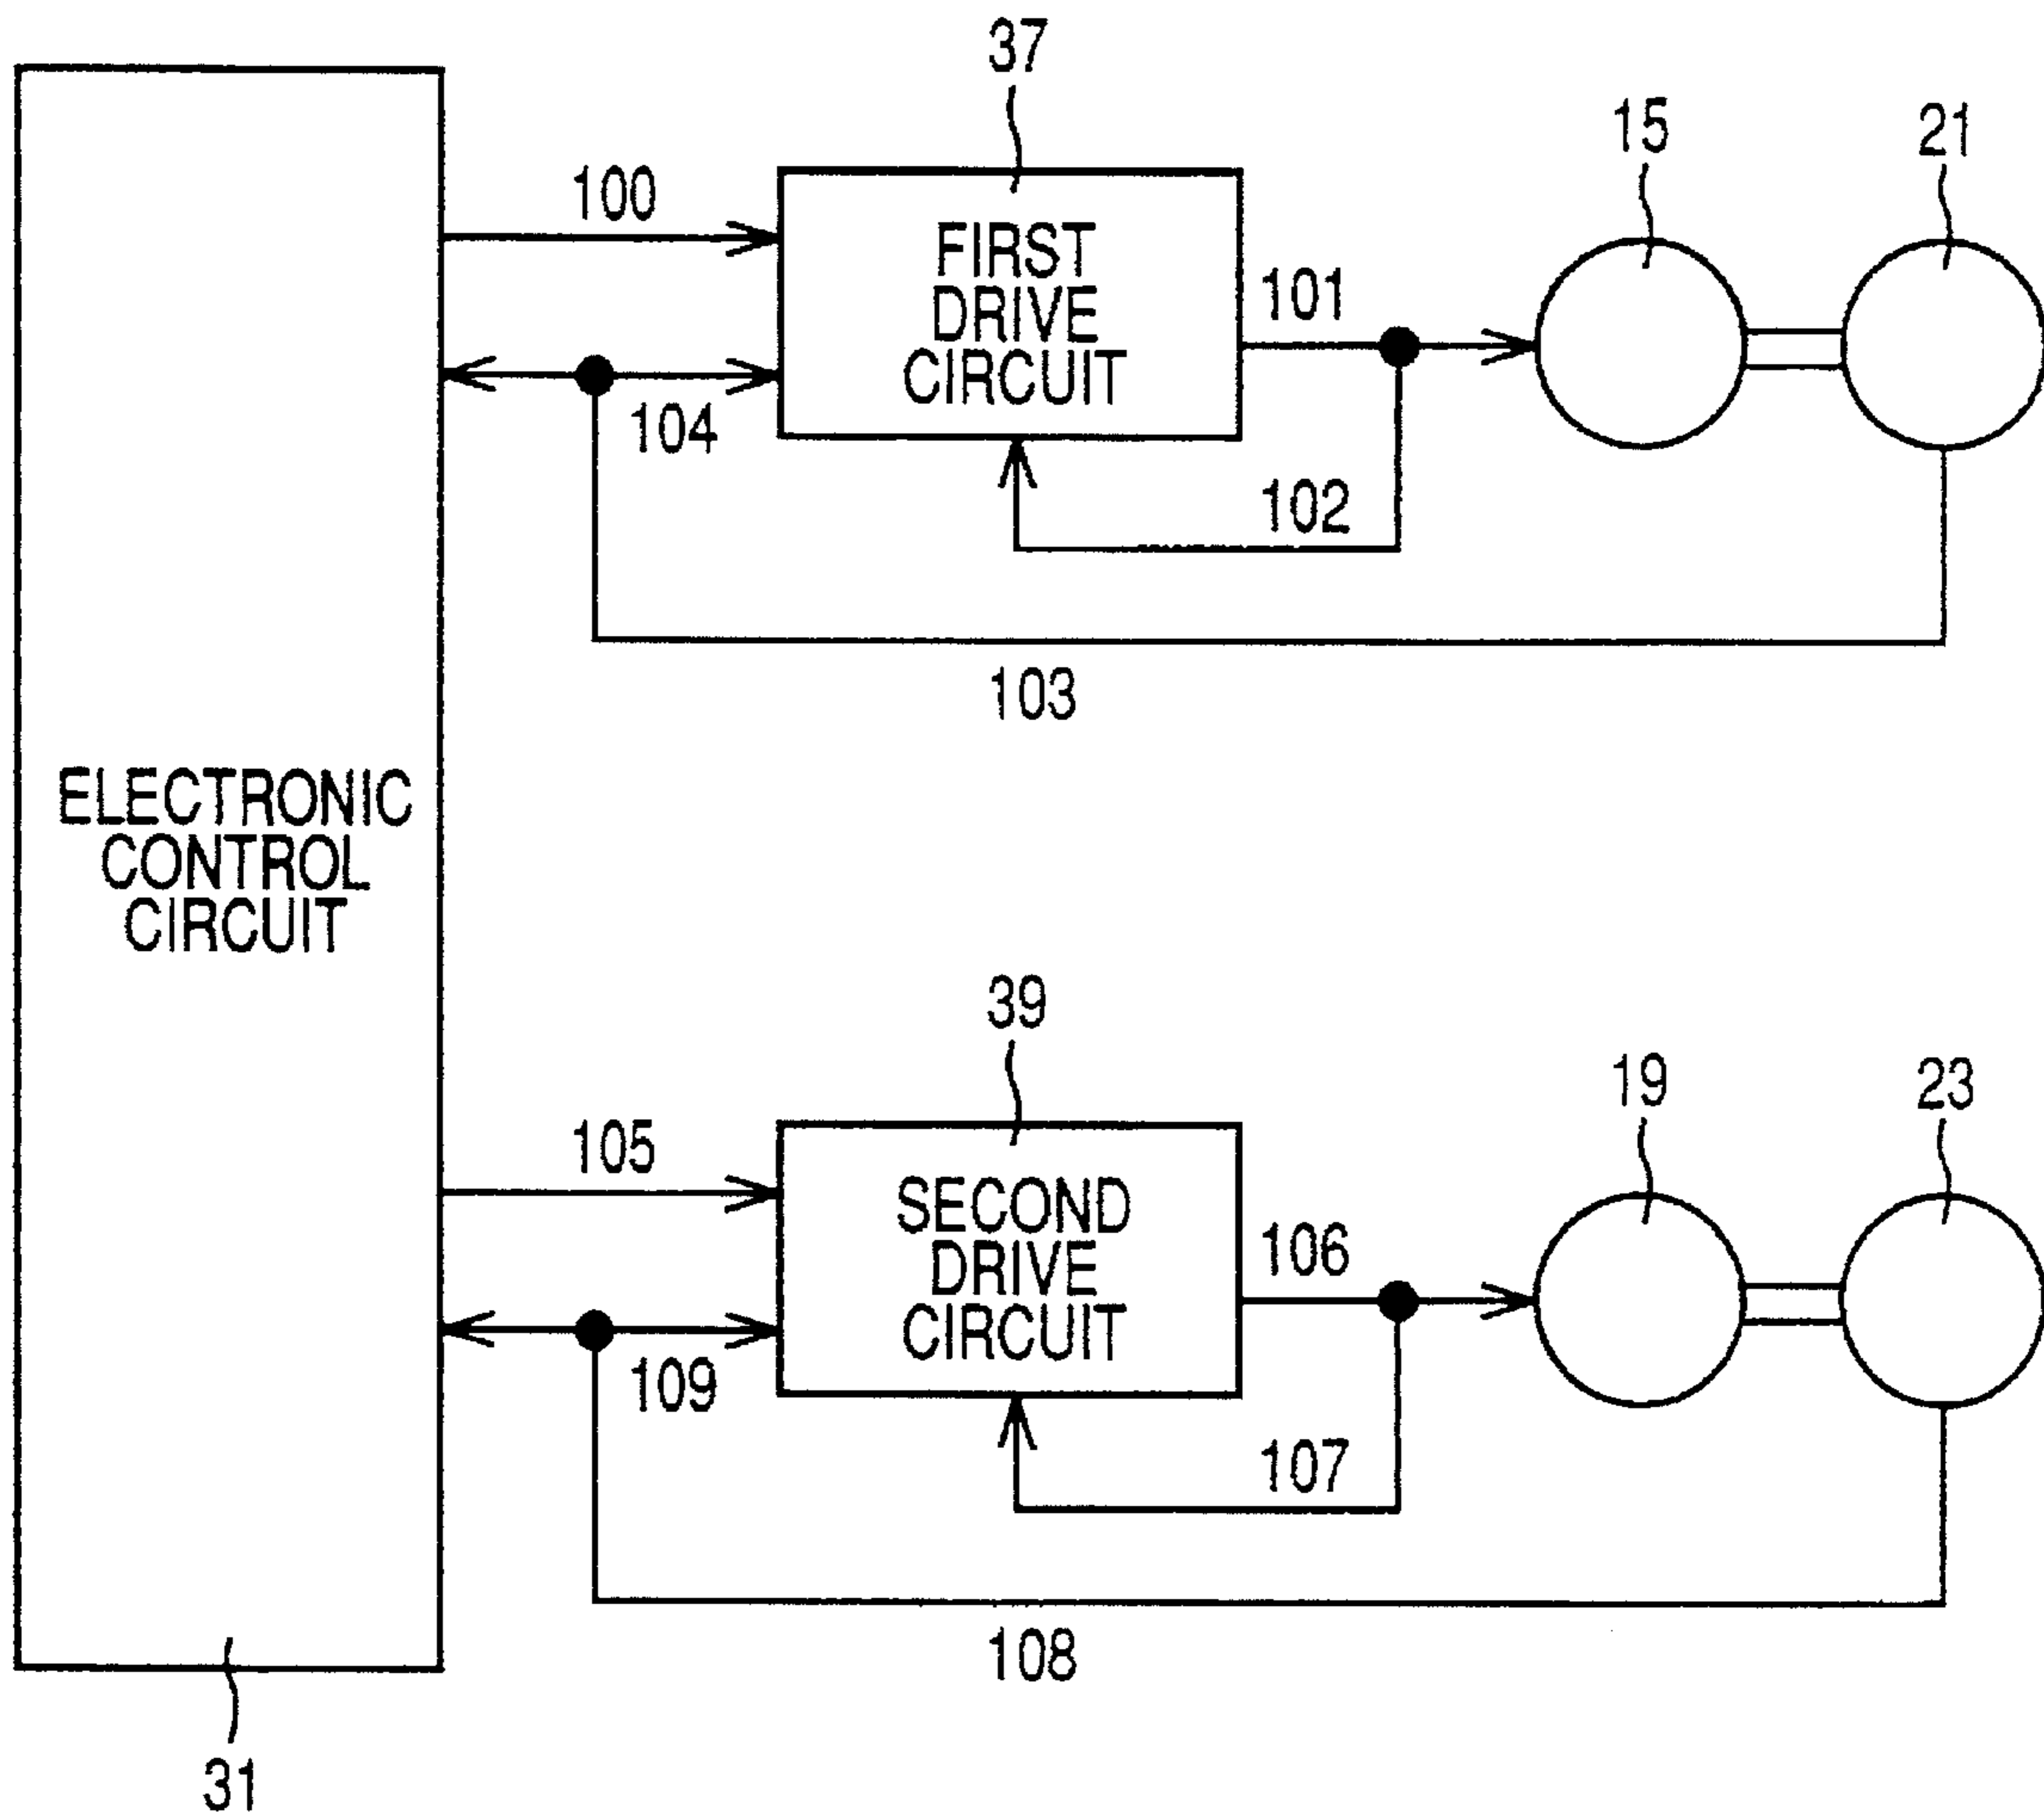 37
15
21
100
FIRST
DRIVE
CIRCUIT
101
104
102
103
ELECTRONIC
CONTROL
CIRCUIT
39
19
23
105
SECOND
DRIVE
CIRCUIT
106
109
107
108
31